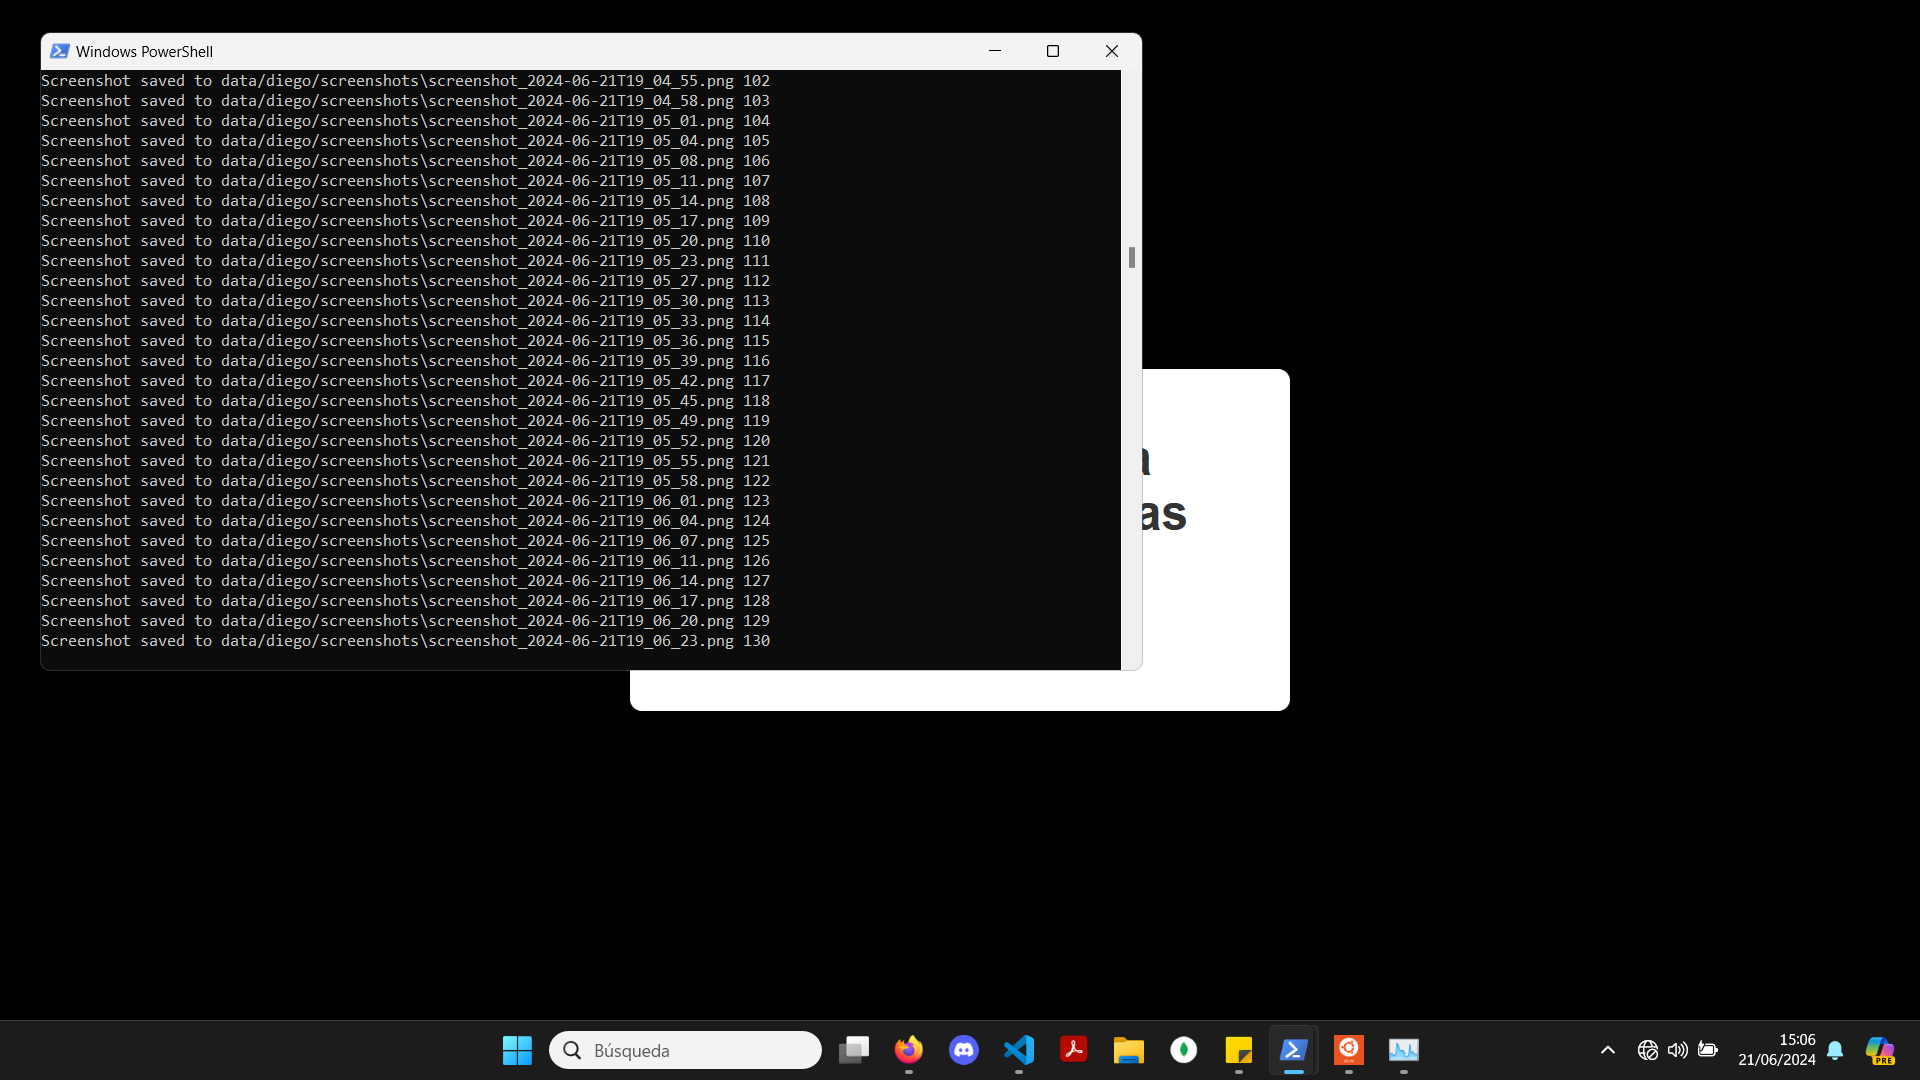 Windows PowerShell
Screenshot saved to data/diego/screenshots\screenshot_2024-06-21T19_04_55.png 102
Screenshot saved to data/diego/screenshots\screenshot_2024-06-21T19_04_58.png 103
Screenshot saved to data/diego/screenshots\screenshot_2024-06-21T19_05_01.png 104
Screenshot saved to data/diego/screenshots\screenshot_2024-06-21T19_05_04.png 105
Screenshot saved to data/diego/screenshots\screenshot_2024-06-21T19_05_08.png 106
Screenshot saved to data/diego/screenshots\screenshot_2024-06-21T19_05_11.png 107
Screenshot saved to data/diego/screenshots\screenshot_2024-06-21T19_05_14.png 108
Screenshot saved to data/diego/screenshots\screenshot_2024-06-21T19_05_17.png 109
Screenshot saved to data/diego/screenshots\screenshot_2024-06-21T19_05_20.png 110
Screenshot saved to data/diego/screenshots\screenshot_2024-06-21T19_05_23.png 111
Screenshot saved to data/diego/screenshots\screenshot_2024-06-21T19_05_27.png 112
Screenshot saved to data/diego/screenshots\screenshot_2024-06-21T19_05_30.png 113
Screenshot saved to data/diego/screenshots\screenshot_2024-06-21T19_05_33.png 114
Screenshot saved to data/diego/screenshots\screenshot_2024-06-21T19_05_36.png 115
Screenshot saved to data/diego/screenshots\screenshot_2024-06-21T19_05_39.png 116
Screenshot saved to data/diego/screenshots\screenshot_2024-06-21T19_05_42.png 117
Screenshot saved to data/diego/screenshots\screenshot_2024-06-21T19_05_45.png 118
Screenshot saved to data/diego/screenshots\screenshot_2024-06-21T19_05_49.png 119
Screenshot saved to data/diego/screenshots\screenshot_2024-06-21T19_05_52.png 120
Screenshot saved to data/diego/screenshots\screenshot_2024-06-21T19_05_55.png 121
Screenshot saved to data/diego/screenshots\screenshot_2024-06-21T19_05_58.png 122
Screenshot saved to data/diego/screenshots\screenshot_2024-06-21T19_06_01.png 123
Screenshot saved to data/diego/screenshots\screenshot_2024-06-21T19_06_04.png 124
Screenshot saved to data/diego/screenshots\screenshot_2024-06-21T19_06_07.png 125
Screenshot saved to data/diego/screenshots\screenshot_2024-06-21T19_06_11.png 126
Screenshot saved to data/diego/screenshots\screenshot_2024-06-21T19_06_14.png 127
Screenshot saved to data/diego/screenshots\screenshot_2024-06-21T19_06_17.png 128
Screenshot saved to data/diego/screenshots\screenshot_2024-06-21T19_06_20.png 129
Screenshot saved to data/diego/screenshots\screenshot_2024-06-21T19_06_23.png 130
as
Búsqueda
15:06
21/06/2024
PRE